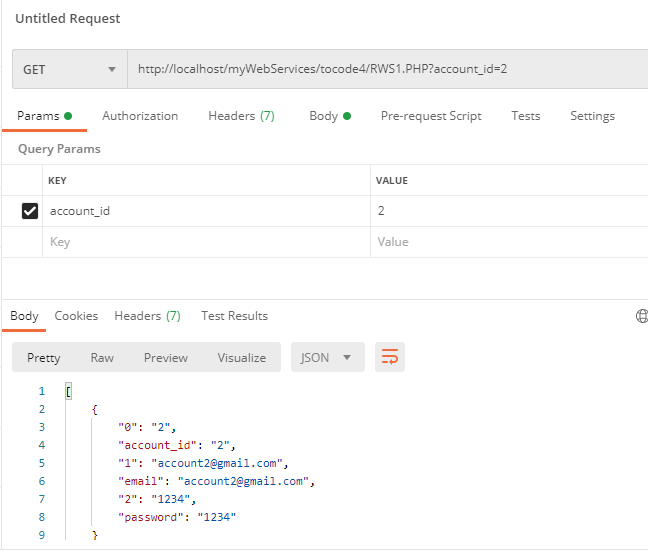 Untitled Request
GET http://localhost/myWebServices/tocode4/RWS1.PHP?account_id=2
Params Authorization Headers (7) Body Pre-request Script Tests Settings
Query Params
KEY VALUE
account_id 2
Key Value
Body Cookies Headers (7) Test Results
Pretty Raw Preview Visualize JSON
1 [
2 {
3 "0": "2",
4 "account_id": "2",
5 "1": "account2@gmail.com",
6 "email": "account2@gmail.com",
7 "2": "1234",
8 "password": "1234"
9 }